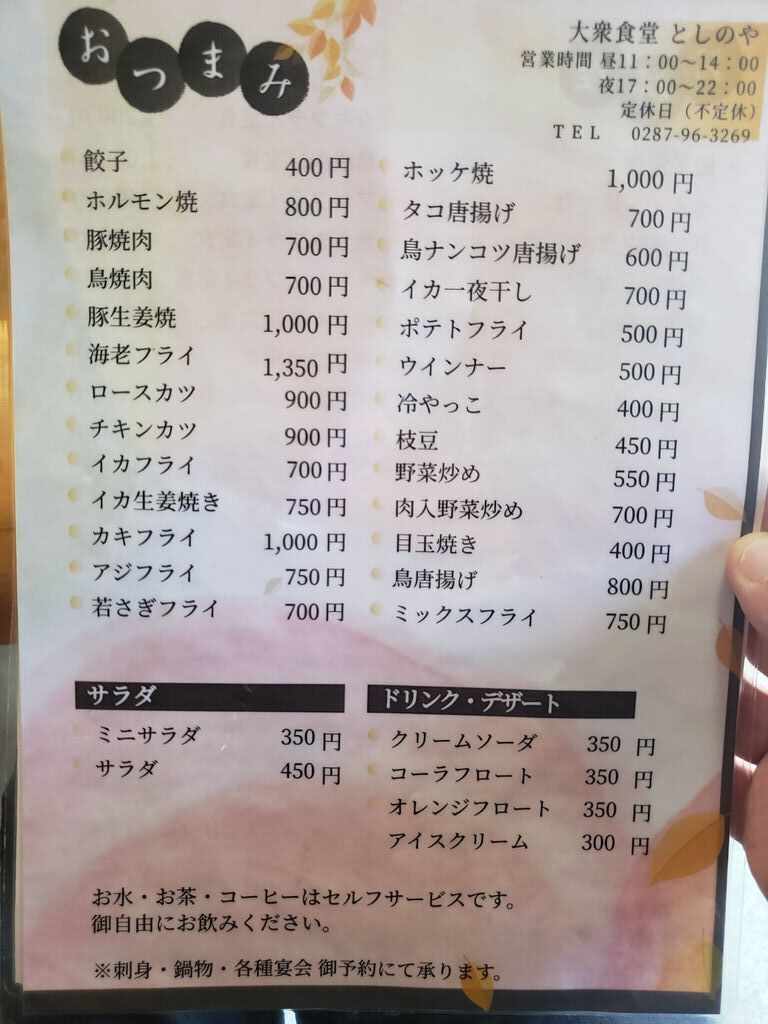 おつまみ
大衆食堂 としのや
営業時間 昼11：00～14：00
夜17：00～22：00
定休日（不定休）
TEL 0287-96-3269
餃子 400円
ホルモン焼 800円
豚焼肉 700円
鳥焼肉 700円
豚生姜焼 1,000円
海老フライ 1,350円
ロースカツ 900円
チキンカツ 900円
イカフライ 700円
イカ生姜焼き 750円
カキフライ 1,000円
アジフライ 750円
若さぎフライ 700円
ホッケ焼 1,000円
タコ唐揚げ 700円
鳥ナンコツ唐揚げ 600円
イカ一夜干し 700円
ポテトフライ 500円
ウインナー 500円
冷やっこ 400円
枝豆 450円
野菜炒め 550円
肉入野菜炒め 700円
目玉焼き 400円
鳥唐揚げ 800円
ミックスフライ 750円
サラダ
ミニサラダ 350円
サラダ 450円
ドリンク・デザート
クリームソーダ 350円
コーラフロート 350円
オレンジフロート 350円
アイスクリーム 300円
お水・お茶・コーヒーはセルフサービスです。
御自由にお飲みください。
※刺身・鍋物・各種宴会 御予約にて承ります。